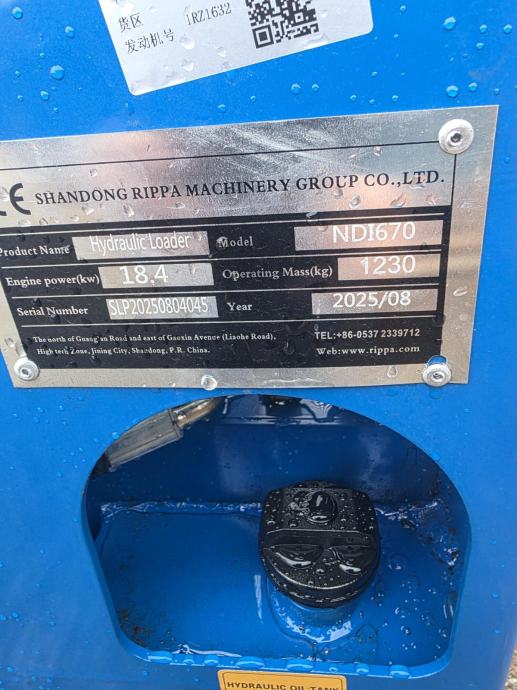 货区 1RZ1632
发动机号
CE SHANDONG RIPPA MACHINERY GROUP CO.,LTD.
Product Name Hydraulic Loader Model NDI670
Engine power(kw) 18.4 Operating Mass(kg) 1230
Serial Number SLP20250804045 Year 2025/08
The north of Guang'an Road and east of Gaoxin Avenue (Liaohe Road), TEL:+86-0537 2339712
High tech Zone, Jining City, Shandong, P.R. China. Web:www.rippa.com
HYDRAULIC OIL TANK